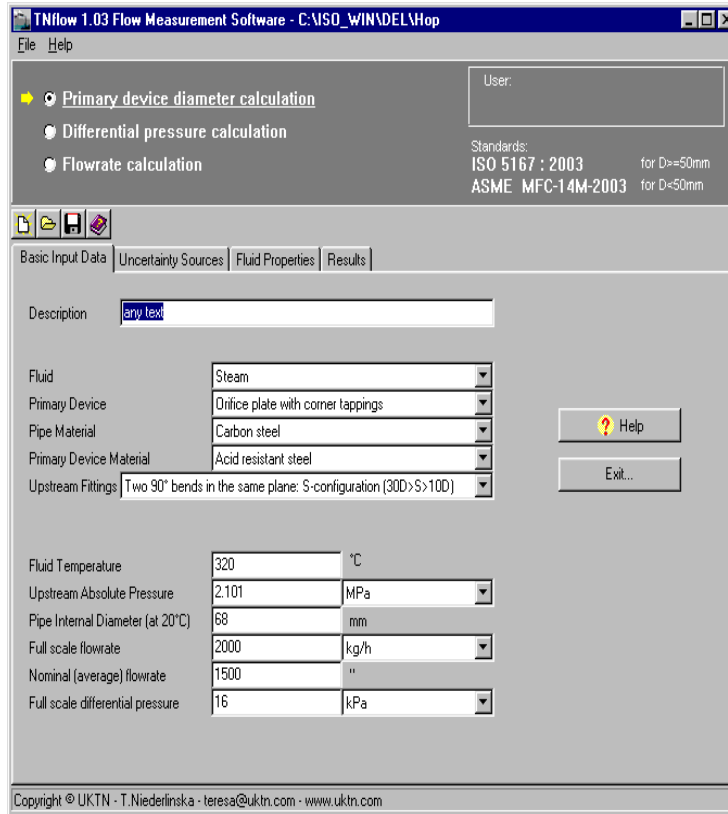 TNflow 1.03 Flow Measurement Software - C:\ISO_WIN\DEL\Hop
File Help
Primary device diameter calculation
Differential pressure calculation
Flowrate calculation
User:
Standards:
ISO 5167 : 2003 for D>=50mm
ASME MFC-14M-2003 for D<50mm
Basic Input Data Uncertainty Sources Fluid Properties Results
Description any text
Fluid Steam
Primary Device Orifice plate with corner tappings
Pipe Material Carbon steel
? Help
Primary Device Material Acid resistant steel
Exit...
Upstream Fittings Two 90° bends in the same plane: S-configuration (30D>S>10D)
Fluid Temperature 320 °C
Upstream Absolute Pressure 2.101 MPa
Pipe Internal Diameter (at 20°C) 68 mm
Full scale flowrate 2000 kg/h
Nominal (average) flowrate 1500 "
Full scale differential pressure 16 kPa
Copyright © UKTN - T.Niederlinska - teresa@uktn.com - www.uktn.com